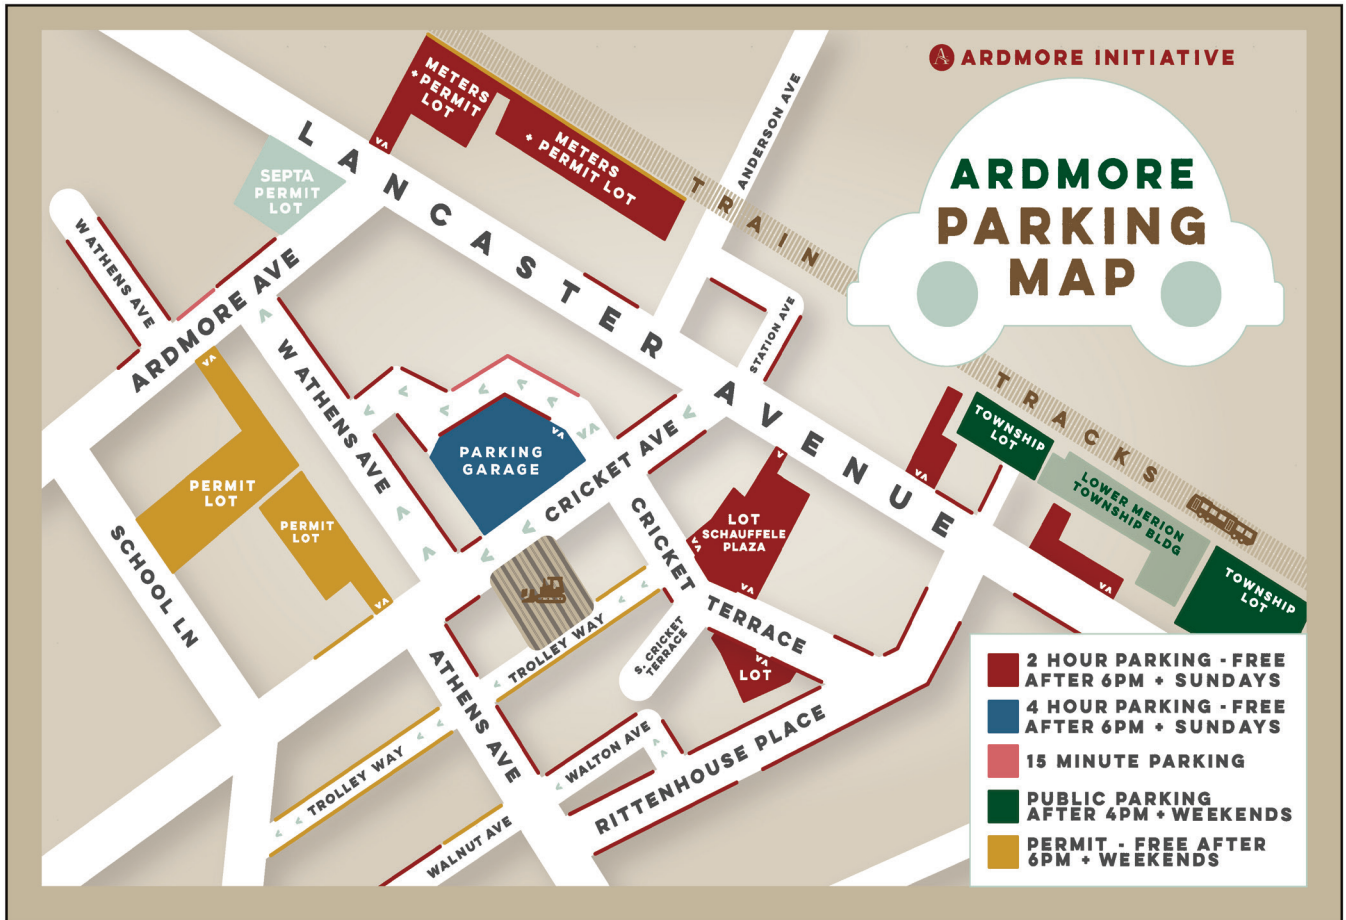 ARDMORE INITIATIVE
ARDMORE
PARKING
MAP
METERS
+ PERMIT
LOT
METERS
+ PERMIT LOT
SEPTA
PERMIT
LOT
LANCASTER AVENUE
TRAIN TRACKS
ANDERSON AVE
STATION AVE
W ATHENS AVE
ARDMORE AVE
W ATHENS AVE
PARKING
GARAGE
CRICKET AVE
PERMIT
LOT
PERMIT
LOT
SCHOOL LN
LOT
SCHAUFFELE
PLAZA
CRICKET TERRACE
S. CRICKET
TERRACE
LOT
TROLLEY WAY
TROLLEY WAY
ATHENS AVE
WALTON AVE
RITTENHOUSE PLACE
WALNUT AVE
TOWNSHIP
LOT
LOWER MERION
TOWNSHIP BLDG
TOWNSHIP
LOT
2 HOUR PARKING - FREE
AFTER 6PM + SUNDAYS
4 HOUR PARKING - FREE
AFTER 6PM + SUNDAYS
15 MINUTE PARKING
PUBLIC PARKING
AFTER 4PM + WEEKENDS
PERMIT - FREE AFTER
6PM + WEEKENDS